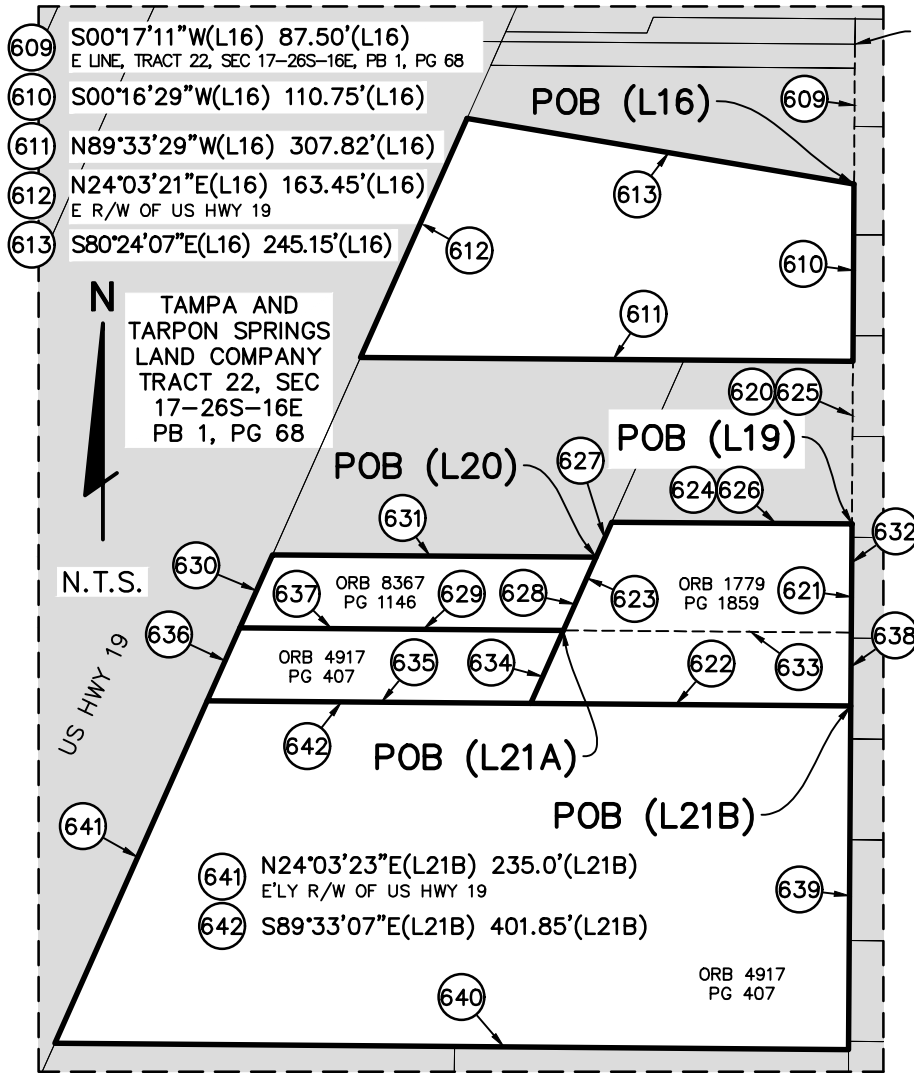 609 S00°17'11"W(L16) 87.50'(L16)
E LINE, TRACT 22, SEC 17-26S-16E, PB 1, PG 68
610 S00°16'29"W(L16) 110.75'(L16)
611 N89°33'29"W(L16) 307.82'(L16)
612 N24°03'21"E(L16) 163.45'(L16)
E R/W OF US HWY 19
613 S80°24'07"E(L16) 245.15'(L16)
POB (L16)
609
613
612
610
611
N
TAMPA AND
TARPON SPRINGS
LAND COMPANY
TRACT 22, SEC
17-26S-16E
PB 1, PG 68
N.T.S.
620 625
POB (L19)
POB (L20)
627
624 626
631
632
630
ORB 8367
PG 1146
637
629
628
623
ORB 1779
PG 1859
621
636
638
ORB 4917
PG 407
635
634
622
633
US HWY 19
642
POB (L21A)
POB (L21B)
641
641 N24°03'23"E(L21B) 235.0'(L21B)
E'LY R/W OF US HWY 19
642 S89°33'07"E(L21B) 401.85'(L21B)
639
640
ORB 4917
PG 407